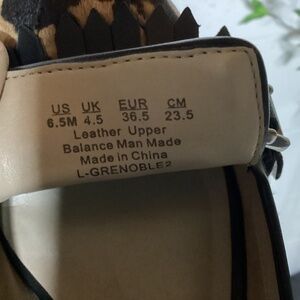 US UK EUR CM
6.5M 4.5 36.5 23.5
Leather Upper
Balance Man Made
Made in China
L-GRENOBLE2